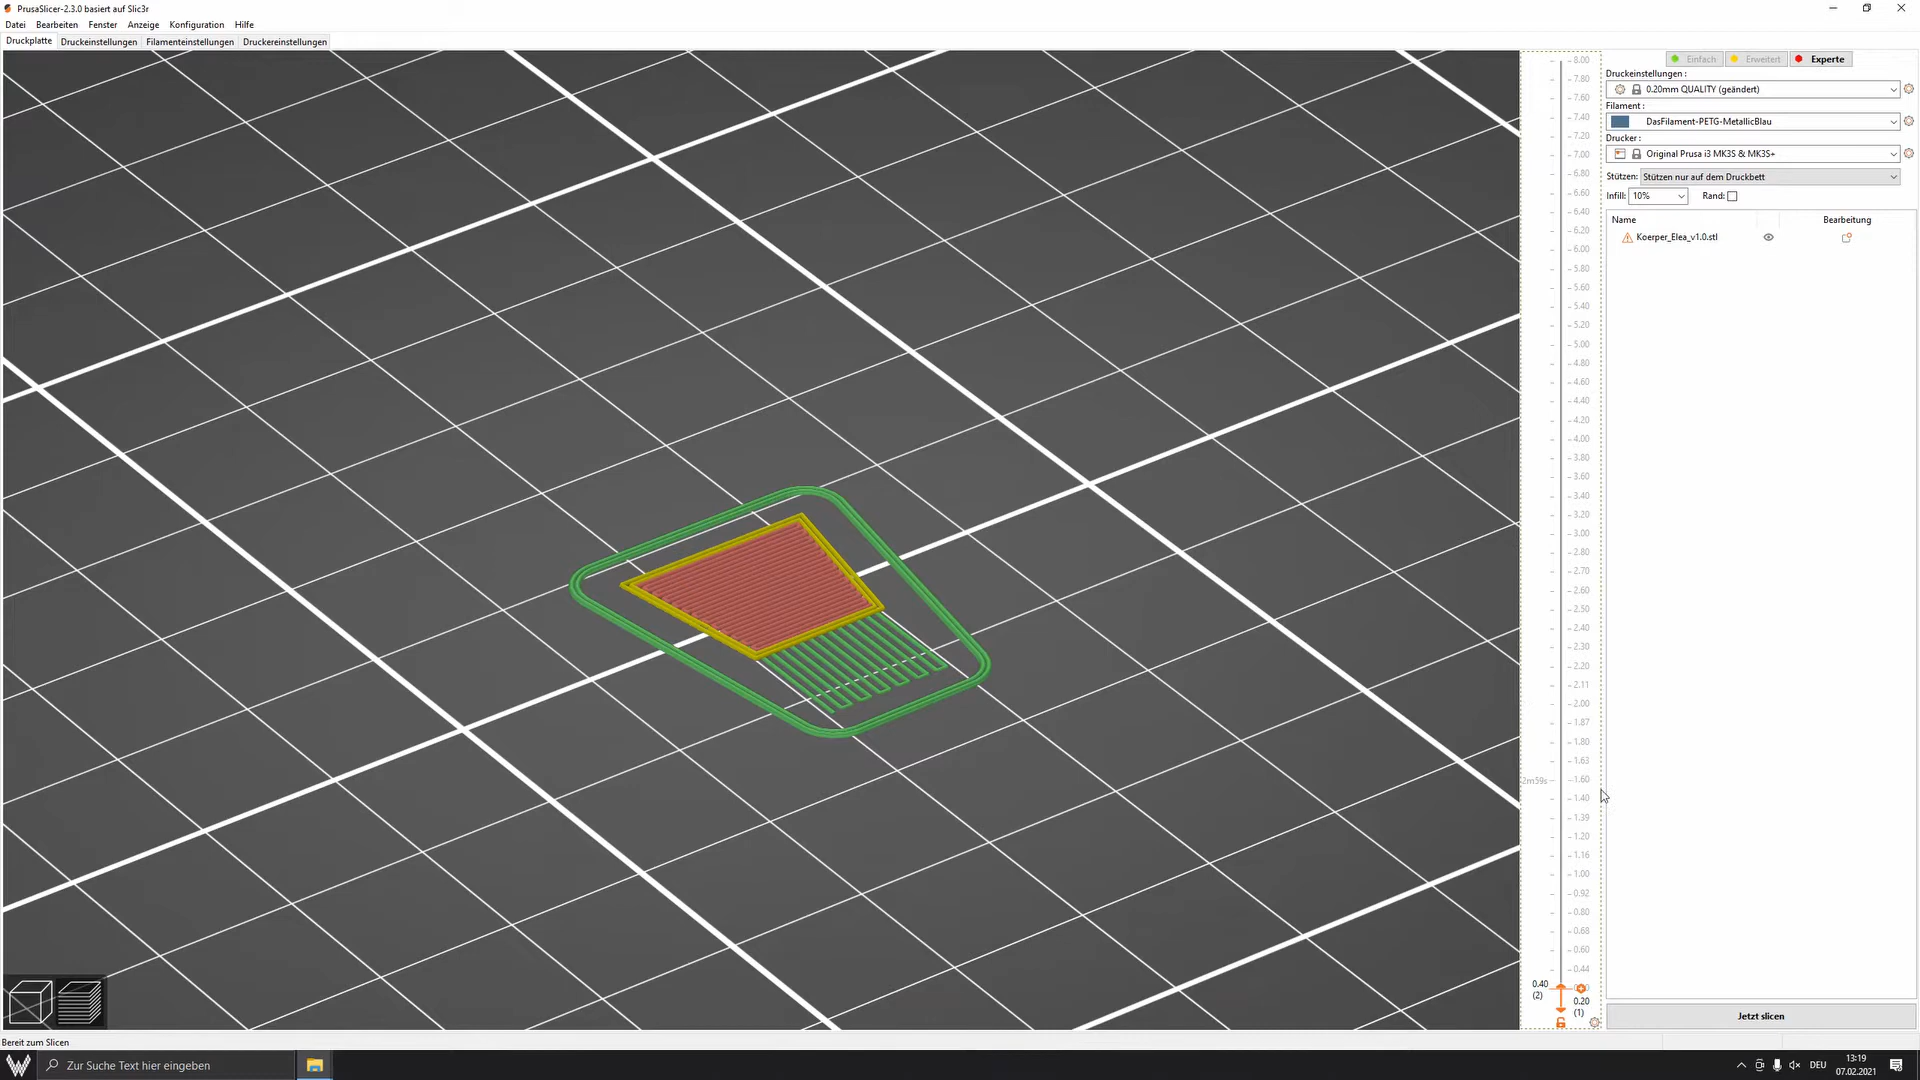 PrusaSlicer-2.3.0 basiert auf Slic3r
Datei Bearbeiten Fenster Anzeige Konfiguration Hilfe
Druckplatte Druckeinstellungen Filamenteinstellungen Druckereinstellungen
Einfach Erweitert Experte
Druckeinstellungen :
0.20mm QUALITY (geändert)
Filament :
DasFilament-PETG-MetallicBlau
Drucker :
Original Prusa i3 MK3S & MK3S+
Stützen: Stützen nur auf dem Druckbett
Infill: 10% Rand:
Name Bearbeitung
Koerper_Elea_v1.0.stl
8.00
7.80
7.60
7.40
7.20
7.00
6.80
6.60
6.40
6.20
6.00
5.80
5.60
5.40
5.20
5.00
4.80
4.60
4.40
4.20
4.00
3.80
3.60
3.40
3.20
3.00
2.80
2.70
2.60
2.50
2.40
2.30
2.20
2.11
2.00
1.87
1.80
1.63
2m59s 1.60
1.40
1.39
1.20
1.16
1.00
0.92
0.80
0.68
0.60
0.44
0.40
(2)
0.20
(1)
Jetzt slicen
Bereit zum Slicen
Zur Suche Text hier eingeben
DEU
13:19
07.02.2021